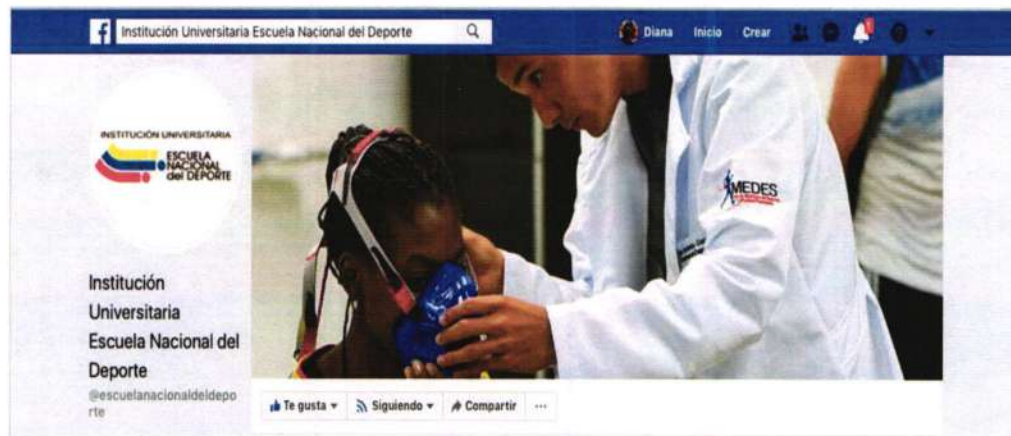 Institución Universitaria Escuela Nacional del Deporte
Diana Inicio Crear
1
INSTITUCIÓN UNIVERSITARIA
ESCUELA
NACIONAL
del DEPORTE
MEDES
Institución
Universitaria
Escuela Nacional del
Deporte
@escuelanacionaldeldepo
rte
Te gusta Siguiendo Compartir ...